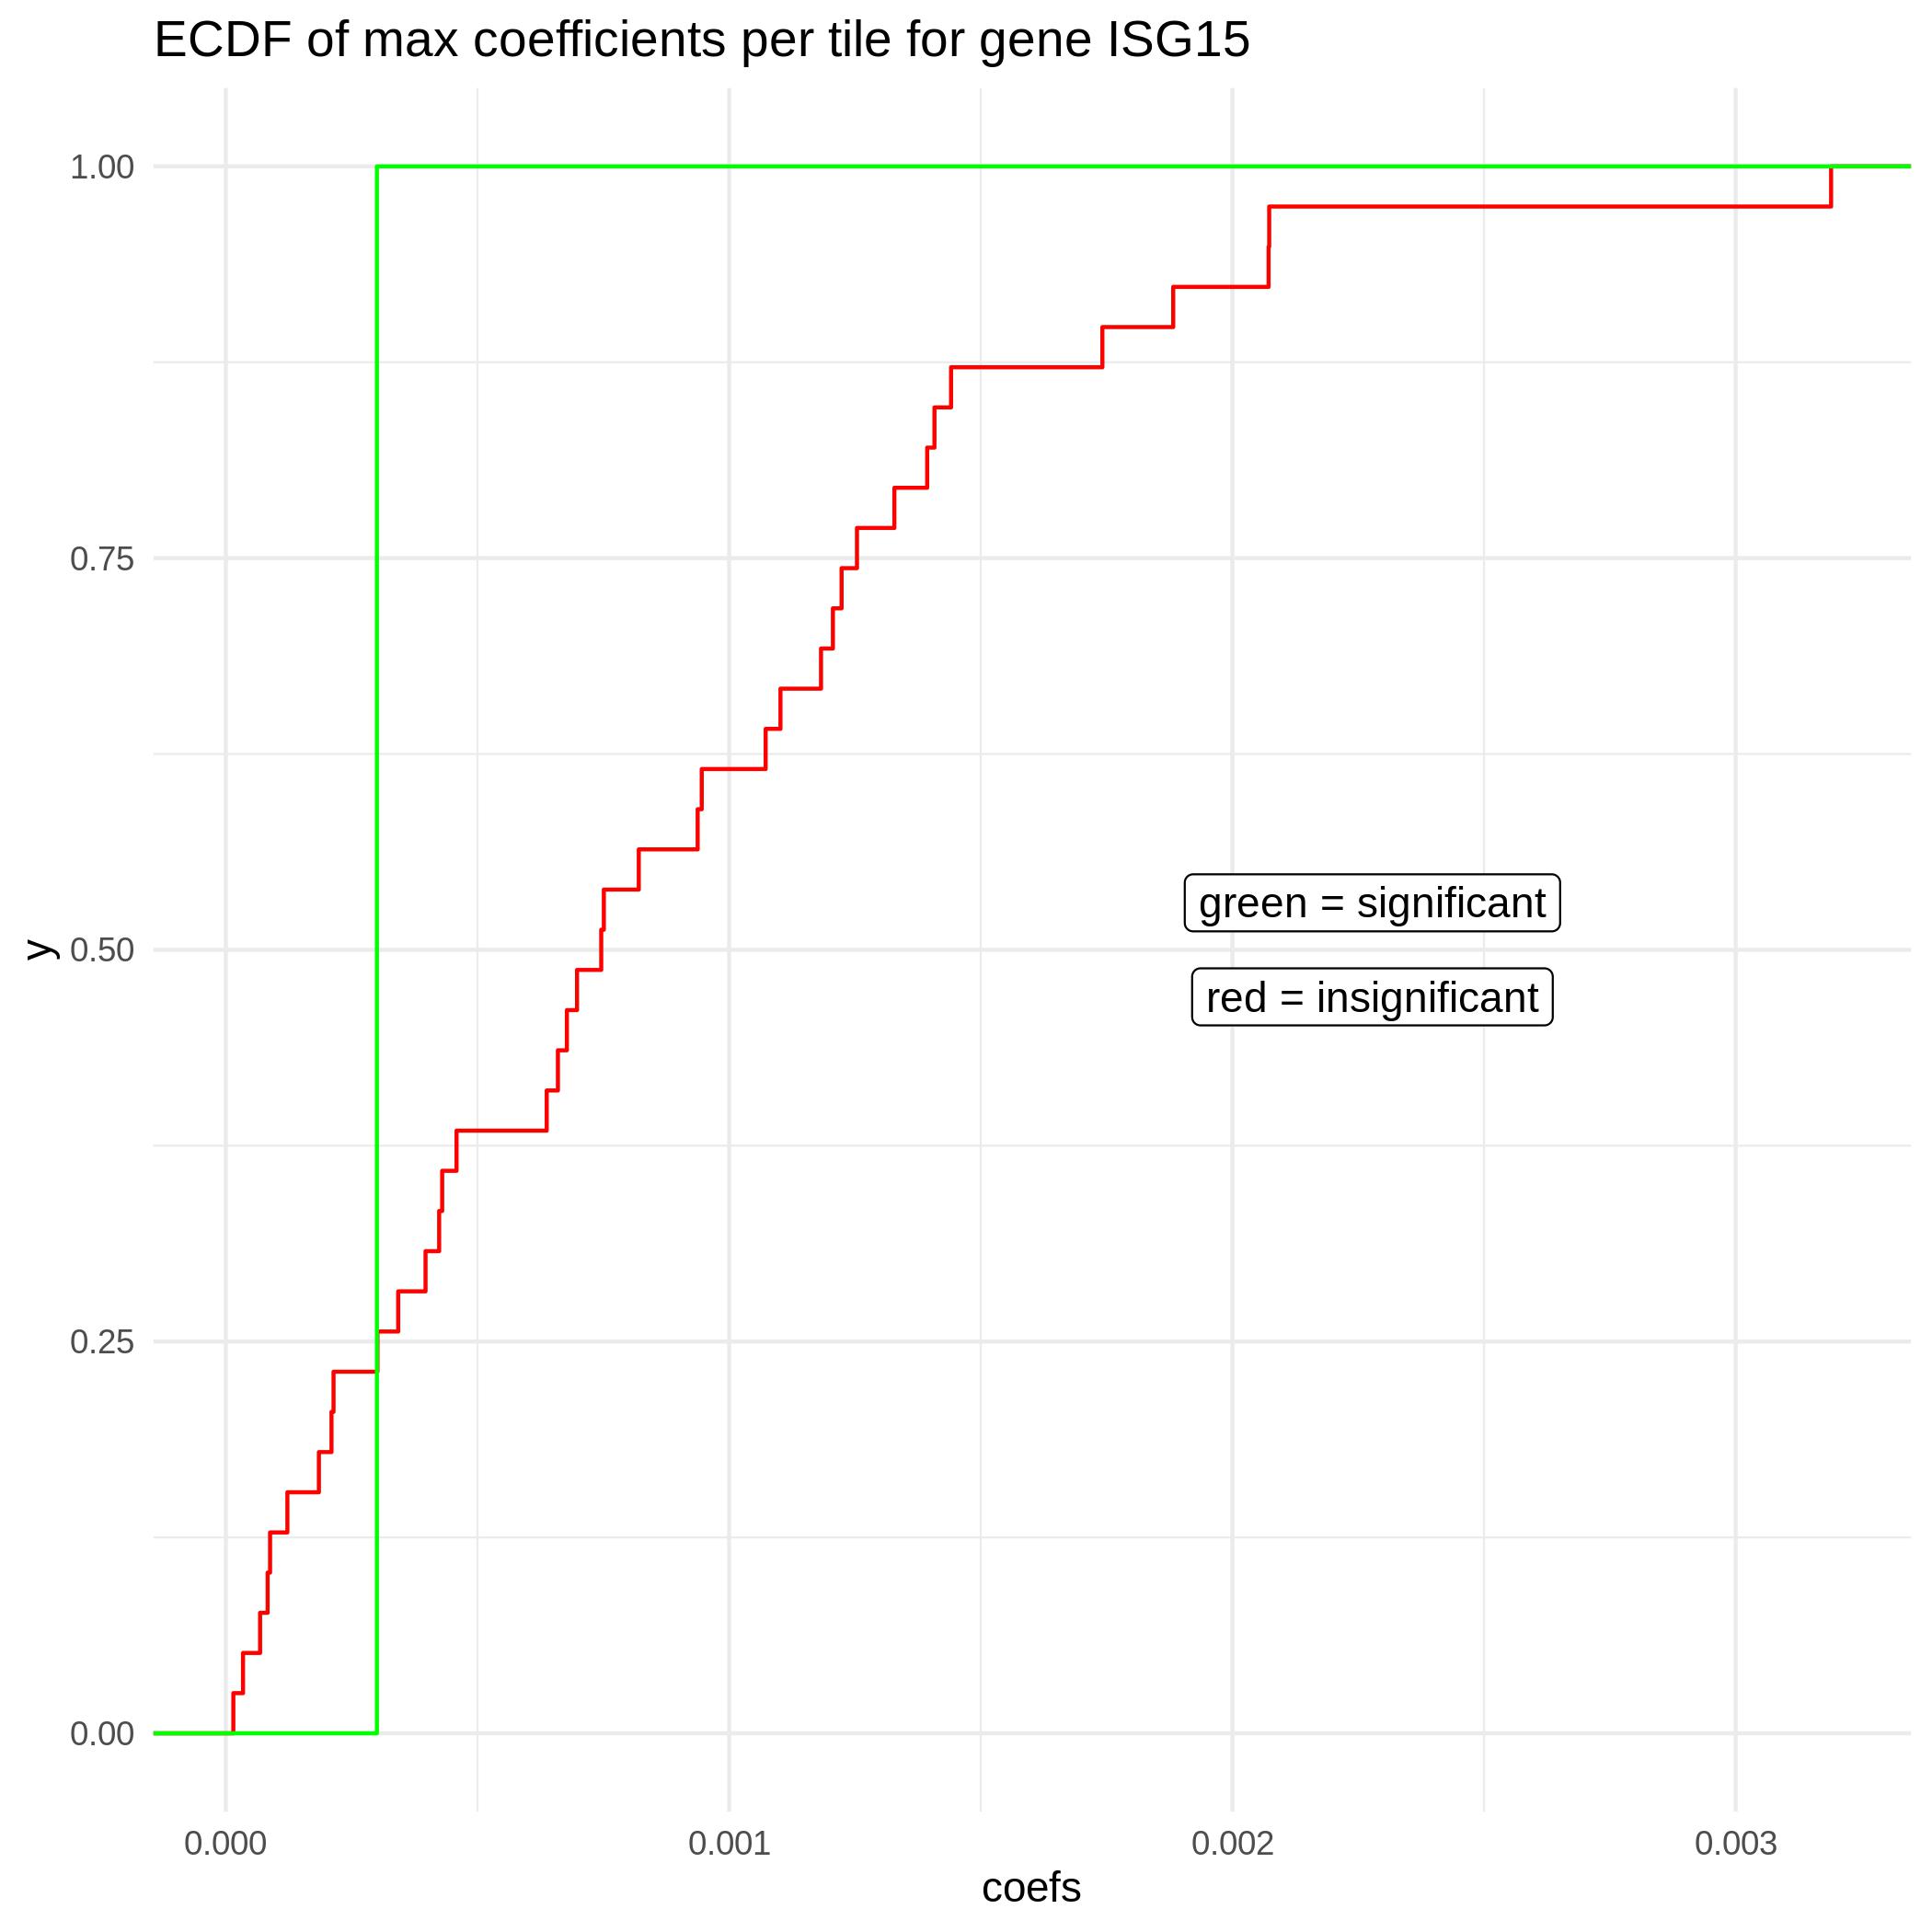 ECDF of max coefficients per tile for gene ISG15
1.00
0.75
0.50
0.25
0.00
y
green = significant
red = insignificant
0.000 0.001 0.002 0.003
coefs